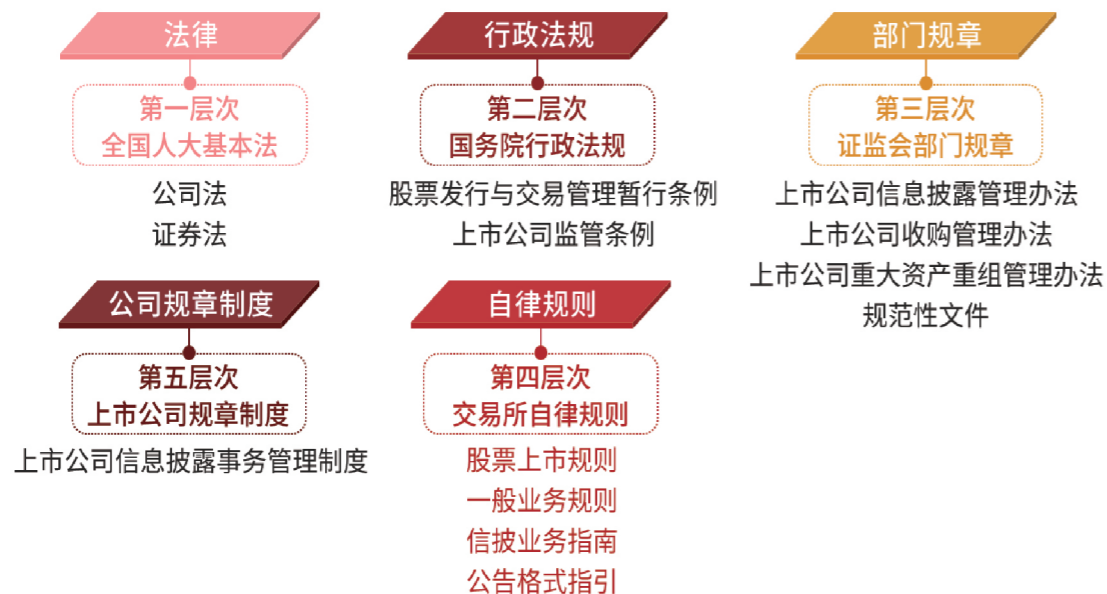 法律
第一层次
全国人大基本法
公司法
证券法
行政法规
第二层次
国务院行政法规
股票发行与交易管理暂行条例
上市公司监管条例
部门规章
第三层次
证监会部门规章
上市公司信息披露管理办法
上市公司收购管理办法
上市公司重大资产重组管理办法
规范性文件
公司规章制度
第五层次
上市公司规章制度
上市公司信息披露事务管理制度
自律规则
第四层次
交易所自律规则
股票上市规则
一般业务规则
信披业务指南
公告格式指引